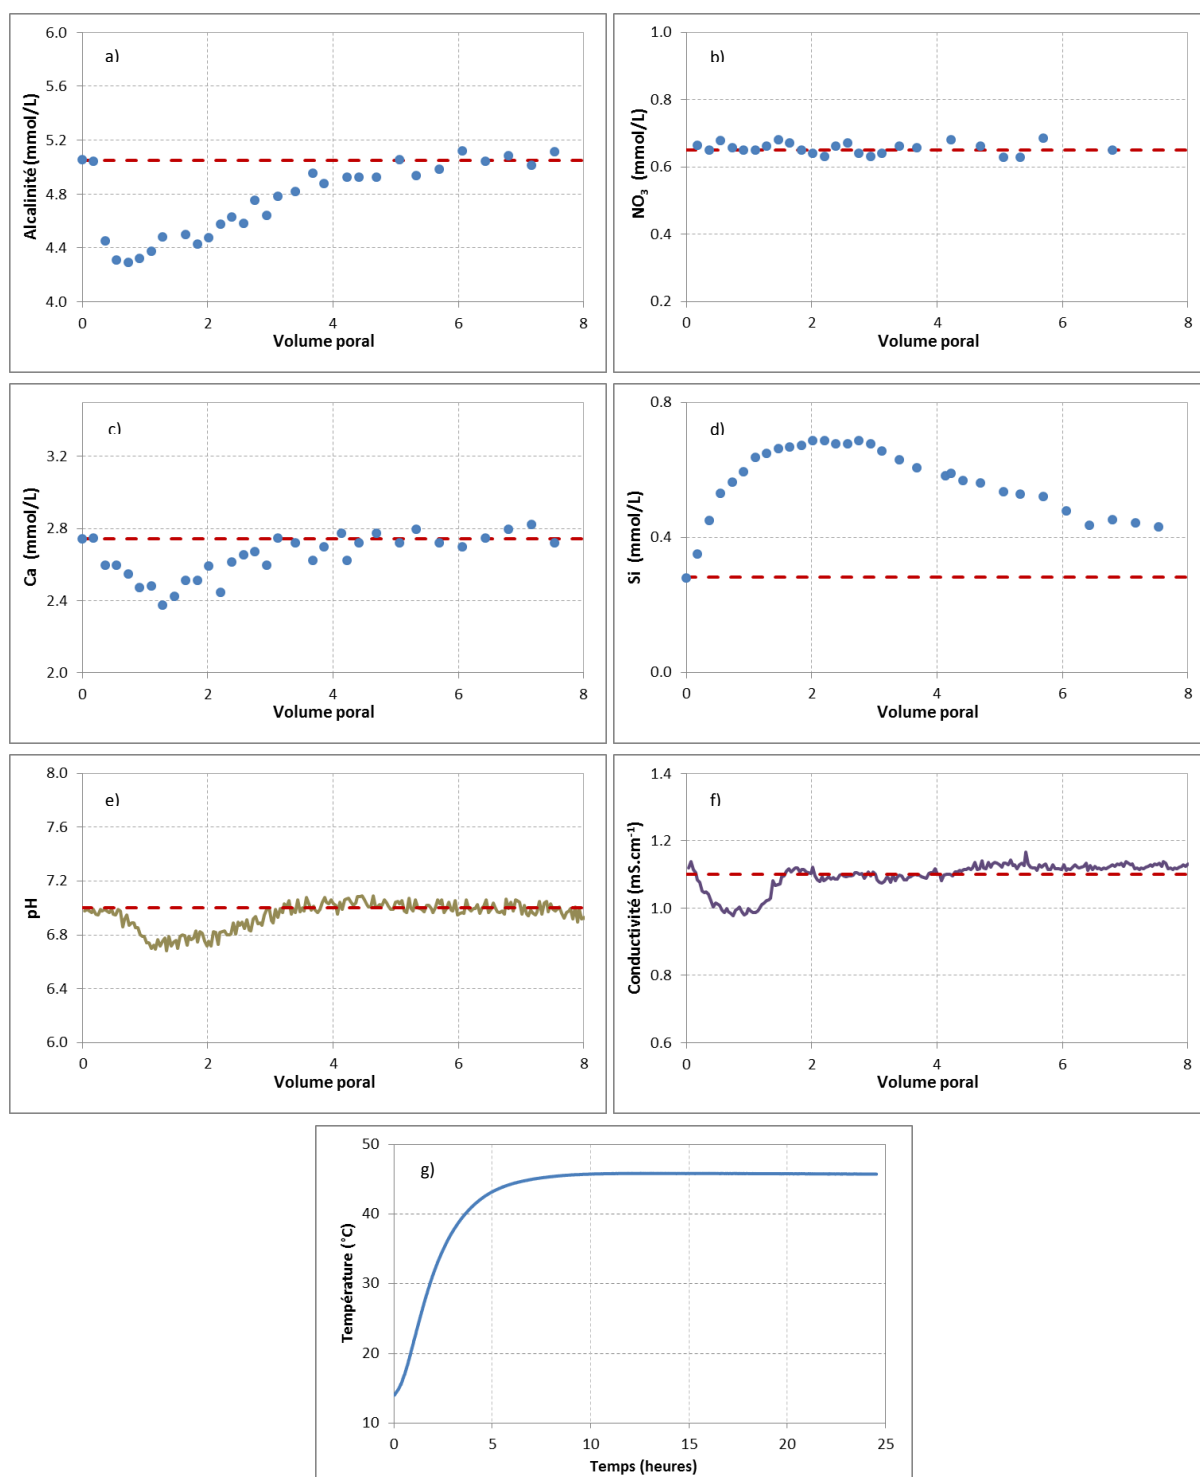 a)
6.0
5.6
5.2
4.8
4.4
4.0
0 2 4 6 8
Alcalinité (mmol/L)
Volume poral
b)
1.0
0.8
0.6
0.4
0.2
0 2 4 6 8
NO3 (mmol/L)
Volume poral
c)
3.2
2.8
2.4
2.0
0 2 4 6 8
Ca (mmol/L)
Volume poral
d)
0.8
0.4
0.0
0 2 4 6 8
Si (mmol/L)
Volume poral
e)
8.0
7.6
7.2
6.8
6.4
6.0
0 2 4 6 8
pH
Volume poral
f)
1.4
1.2
1.0
0.8
0.6
0 2 4 6 8
Conductivité (mS.cm-1)
Volume poral
g)
50
40
30
20
10
0 5 10 15 20 25
Température (°C)
Temps (heures)